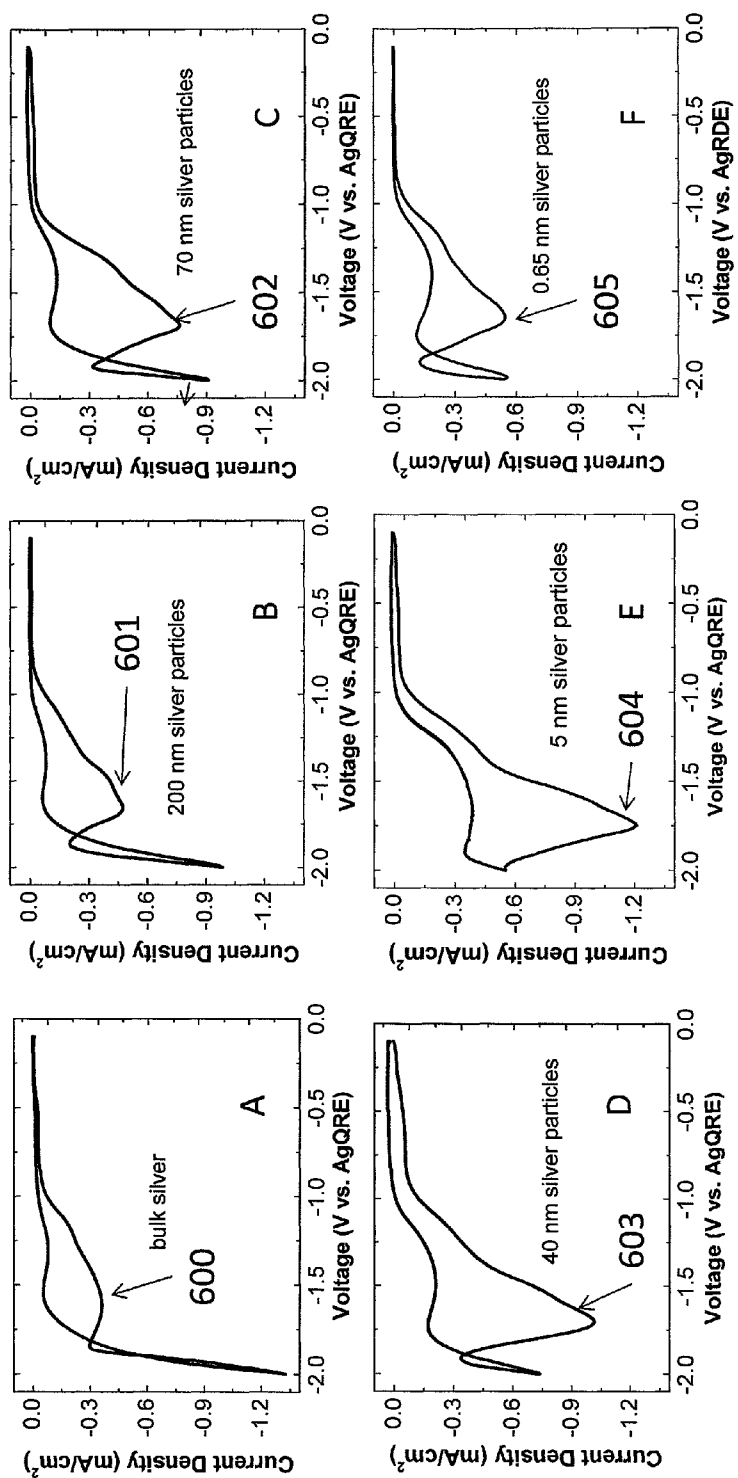 0.0
-0.3
-0.6
-0.9
-1.2
Current Density (mA/cm²)
bulk silver
600
A
-2.0 -1.5 -1.0 -0.5 0.0
Voltage (V vs. AgQRE)
0.0
-0.3
-0.6
-0.9
-1.2
Current Density (mA/cm²)
601
200 nm silver particles
B
-2.0 -1.5 -1.0 -0.5 0.0
Voltage (V vs. AgQRE)
0.0
-0.3
-0.6
-0.9
-1.2
Current Density (mA/cm²)
70 nm silver particles
602
C
-2.0 -1.5 -1.0 -0.5 0.0
Voltage (V vs. AgQRE)
0.0
-0.3
-0.6
-0.9
-1.2
Current Density (mA/cm²)
40 nm silver particles
603
D
-2.0 -1.5 -1.0 -0.5 0.0
Voltage (V vs. AgQRE)
0.0
-0.3
-0.6
-0.9
-1.2
Current Density (mA/cm²)
5 nm silver particles
604
E
-2.0 -1.5 -1.0 -0.5 0.0
Voltage (V vs. AgQRE)
0.0
-0.3
-0.6
-0.9
-1.2
Current Density (mA/cm²)
0.65 nm silver particles
605
F
-2.0 -1.5 -1.0 -0.5 0.0
Voltage (V vs. AgRDE)